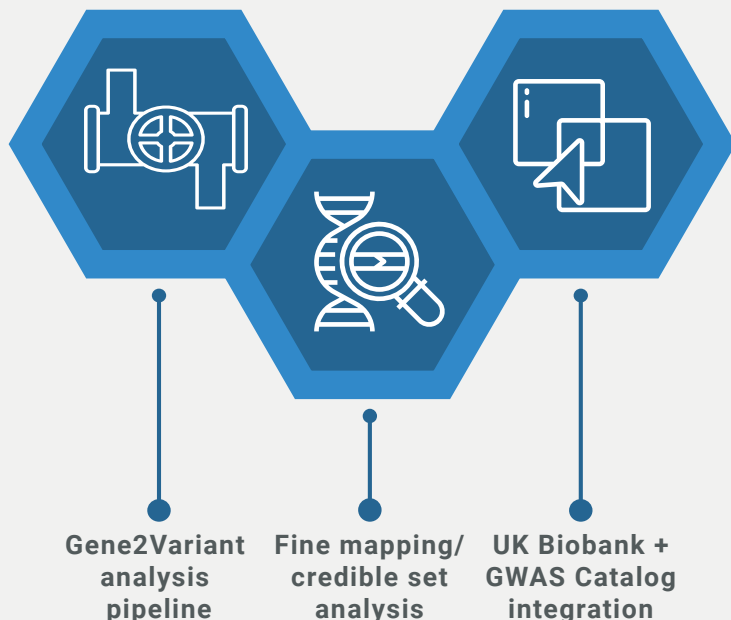 Gene2Variant
analysis
pipeline
Fine mapping/
credible set
analysis
UK Biobank +
GWAS Catalog
integration